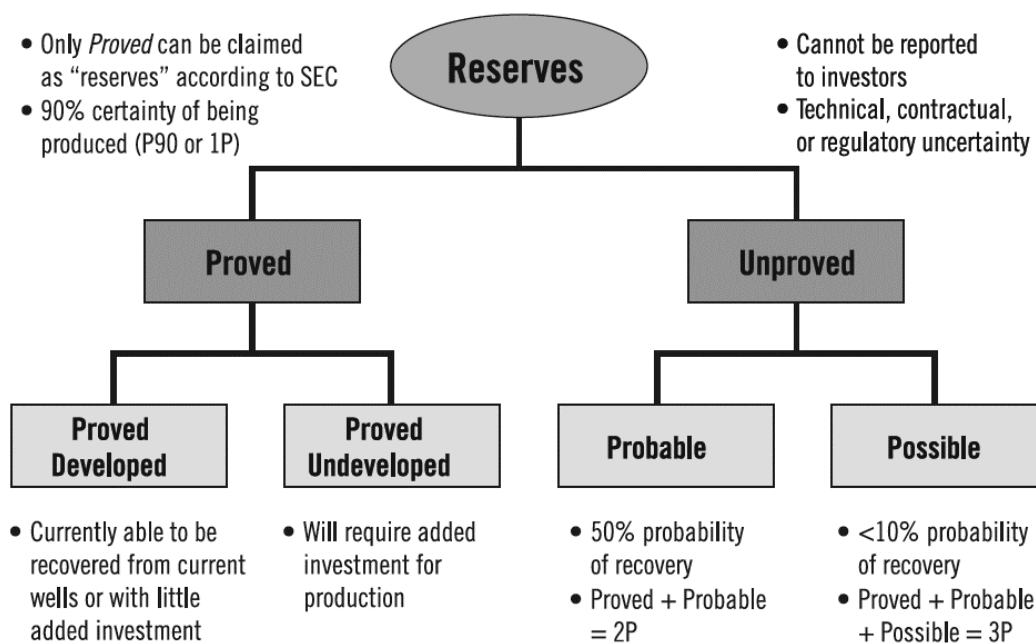 • Only Proved can be claimed
as “reserves” according to SEC
• 90% certainty of being
produced (P90 or 1P)
Reserves
• Cannot be reported
to investors
• Technical, contractual,
or regulatory uncertainty
Proved
Unproved
Proved
Developed
Proved
Undeveloped
Probable
Possible
• Currently able to be
recovered from current
wells or with little
added investment
• Will require added
investment for
production
• 50% probability
of recovery
• Proved + Probable
= 2P
• <10% probability
of recovery
• Proved + Probable
+ Possible = 3P